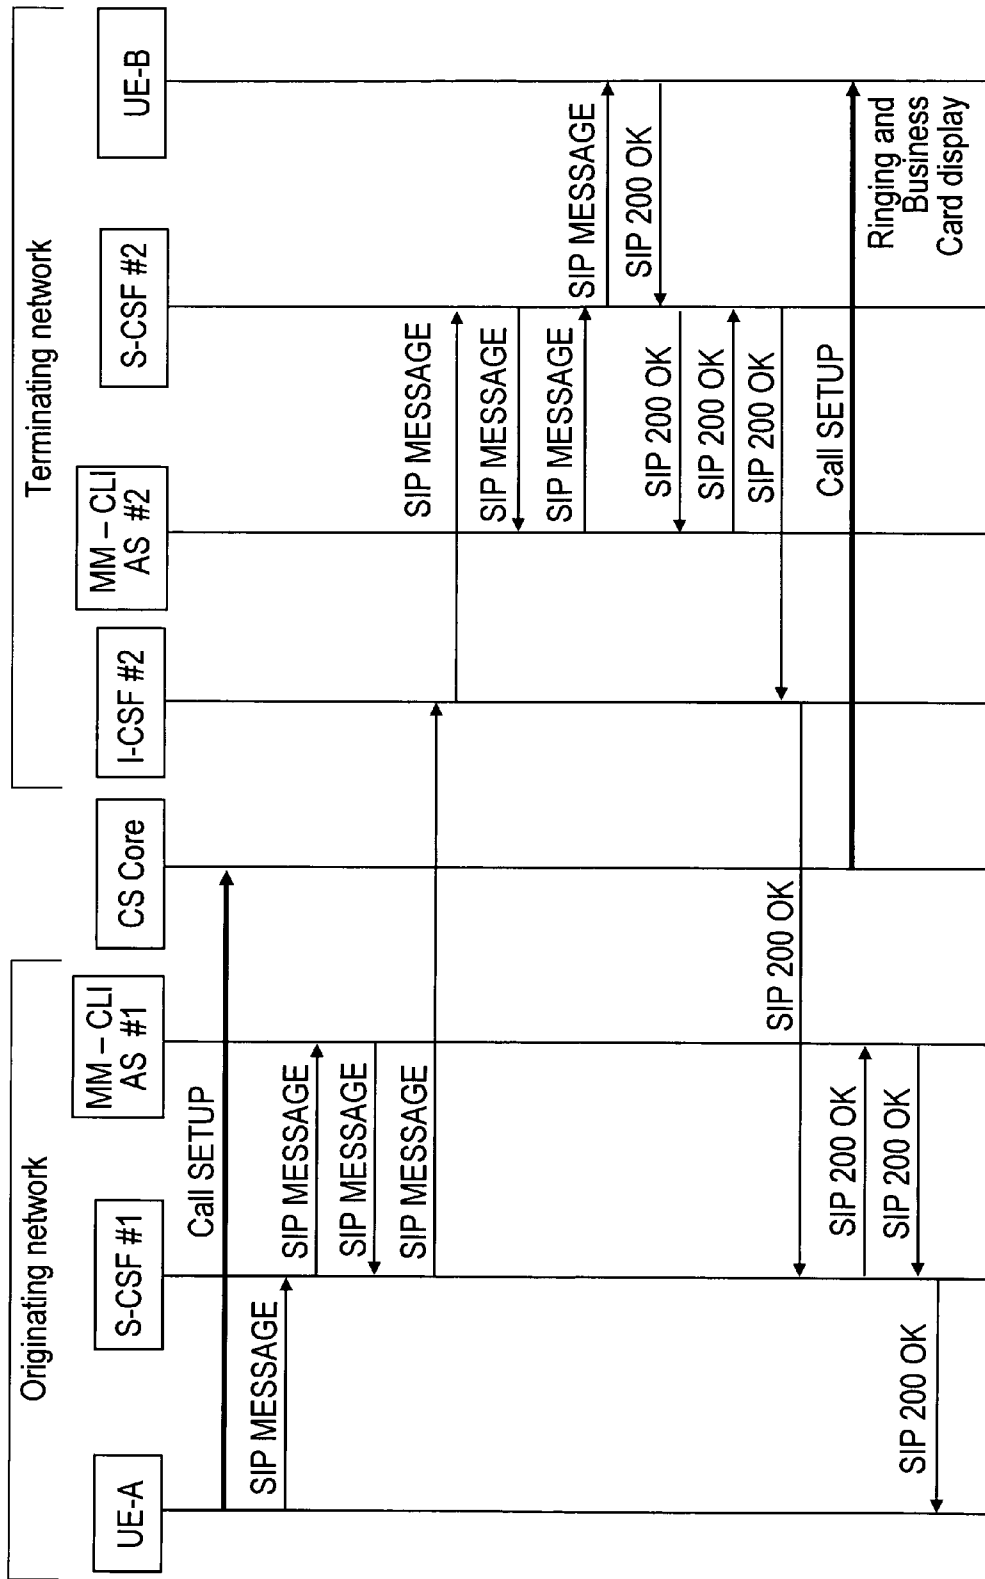 Originating network
Terminating network
UE-A
S-CSF #1
MM – CLI
AS #1
CS Core
I-CSF #2
MM – CLI
AS #2
S-CSF #2
UE-B
Call SETUP
SIP MESSAGE
SIP MESSAGE
SIP MESSAGE
SIP MESSAGE
SIP MESSAGE
SIP MESSAGE
SIP MESSAGE
SIP MESSAGE
SIP 200 OK
SIP 200 OK
SIP 200 OK
SIP 200 OK
SIP 200 OK
Call SETUP
Ringing and
Business
Card display
SIP 200 OK
SIP 200 OK
SIP 200 OK